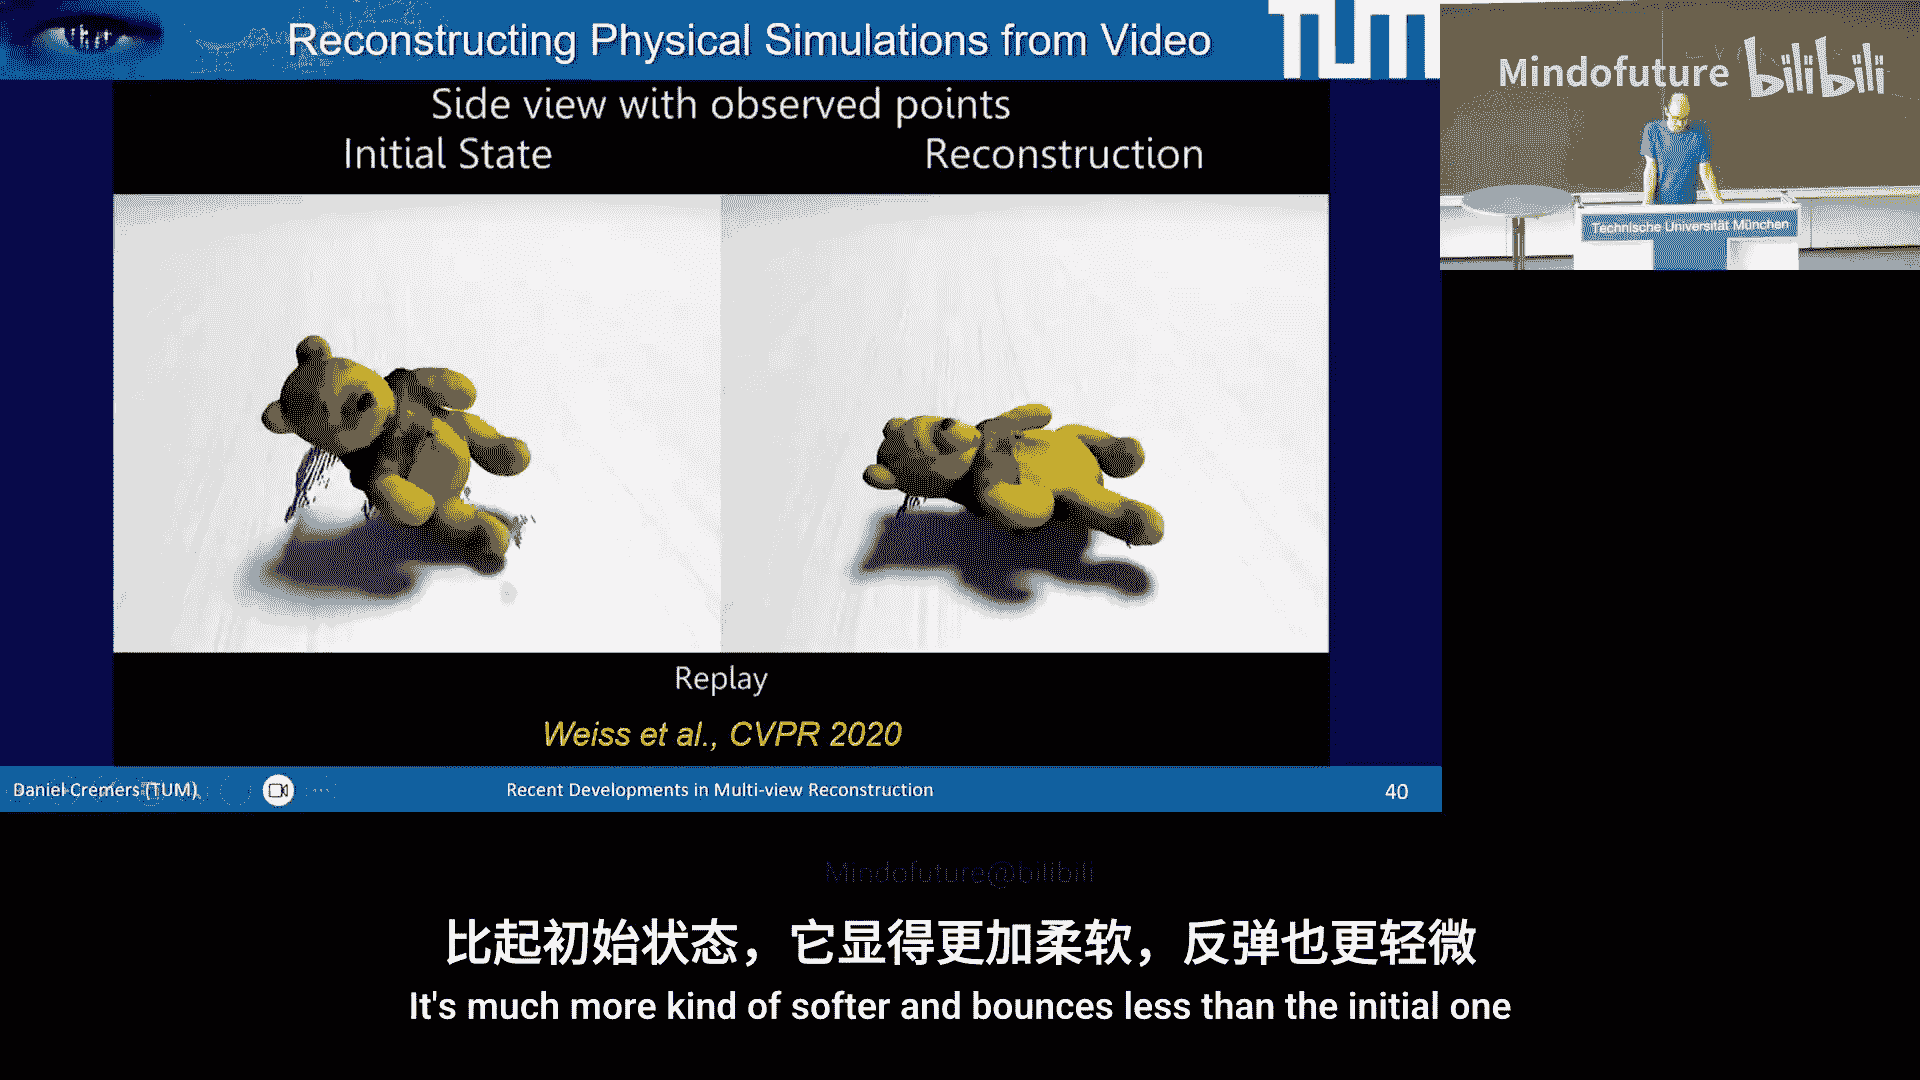 Reconstructing Physical Simulations from Video
TUM
Side view with observed points
Initial State
Reconstruction
Replay
Weiss et al., CVPR 2020
Daniel Cremers (TUM)
Recent Developments in Multi-view Reconstruction
40
Mindofuture bilibili
Technische Universität München
Mindofuture@bilibili
比起初始状态，它显得更加柔软，反弹也更轻微
It's much more kind of softer and bounces less than the initial one